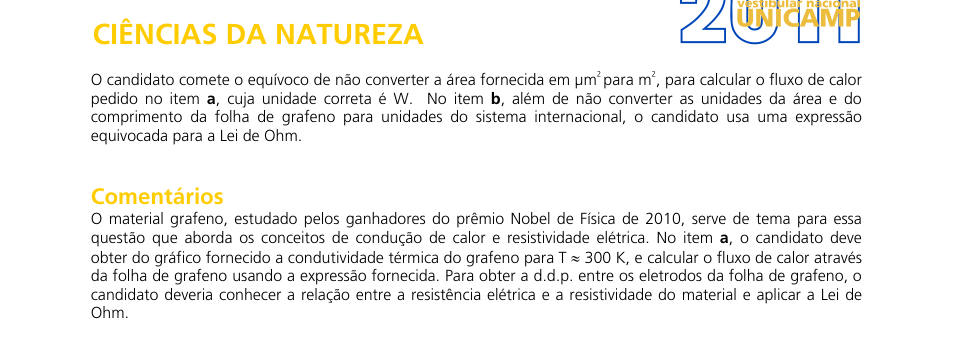 vestibular nacional
2011
UNICAMP
CIÊNCIAS DA NATUREZA
O candidato comete o equívoco de não converter a área fornecida em µm² para m², para calcular o fluxo de calor
pedido no item a, cuja unidade correta é W. No item b, além de não converter as unidades da área e do
comprimento da folha de grafeno para unidades do sistema internacional, o candidato usa uma expressão
equivocada para a Lei de Ohm.
Comentários
O material grafeno, estudado pelos ganhadores do prêmio Nobel de Física de 2010, serve de tema para essa
questão que aborda os conceitos de condução de calor e resistividade elétrica. No item a, o candidato deve
obter do gráfico fornecido a condutividade térmica do grafeno para T ≈ 300 K, e calcular o fluxo de calor através
da folha de grafeno usando a expressão fornecida. Para obter a d.d.p. entre os eletrodos da folha de grafeno, o
candidato deveria conhecer a relação entre a resistência elétrica e a resistividade do material e aplicar a Lei de
Ohm.